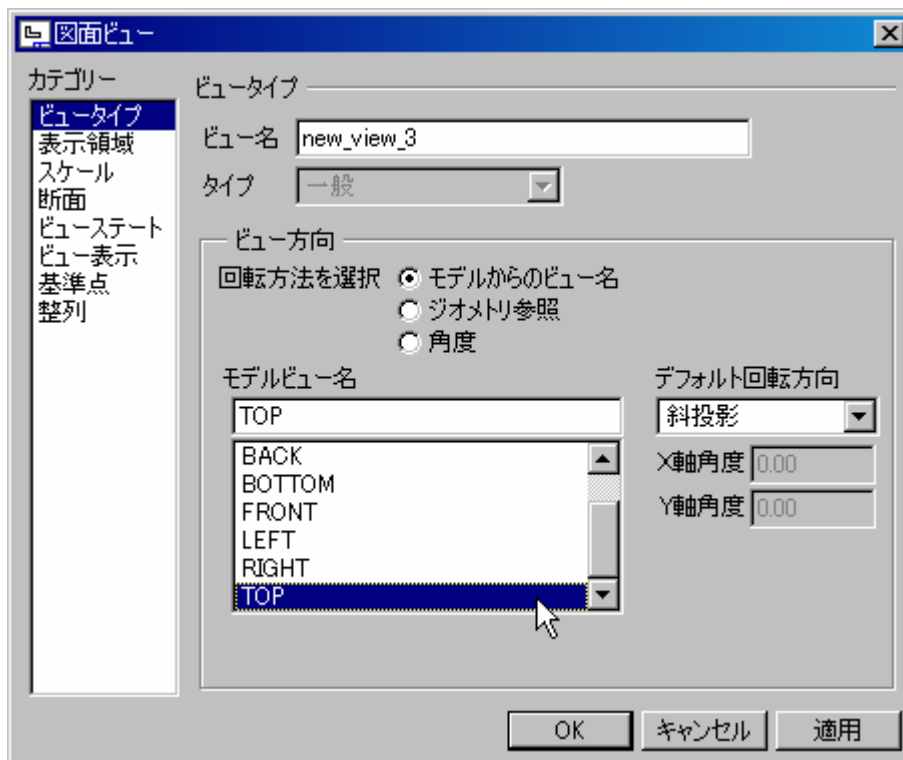 図面ビュー
カテゴリー
ビュータイプ
表示領域
スケール
断面
ビューステート
ビュー表示
基準点
整列
ビュータイプ
ビュー名 new_view_3
タイプ 一般
ビュー方向
回転方法を選択 モデルからのビュー名
ジオメトリ参照
角度
モデルビュー名
TOP
BACK
BOTTOM
FRONT
LEFT
RIGHT
TOP
デフォルト回転方向
斜投影
X軸角度 0.00
Y軸角度 0.00
OK キャンセル 適用